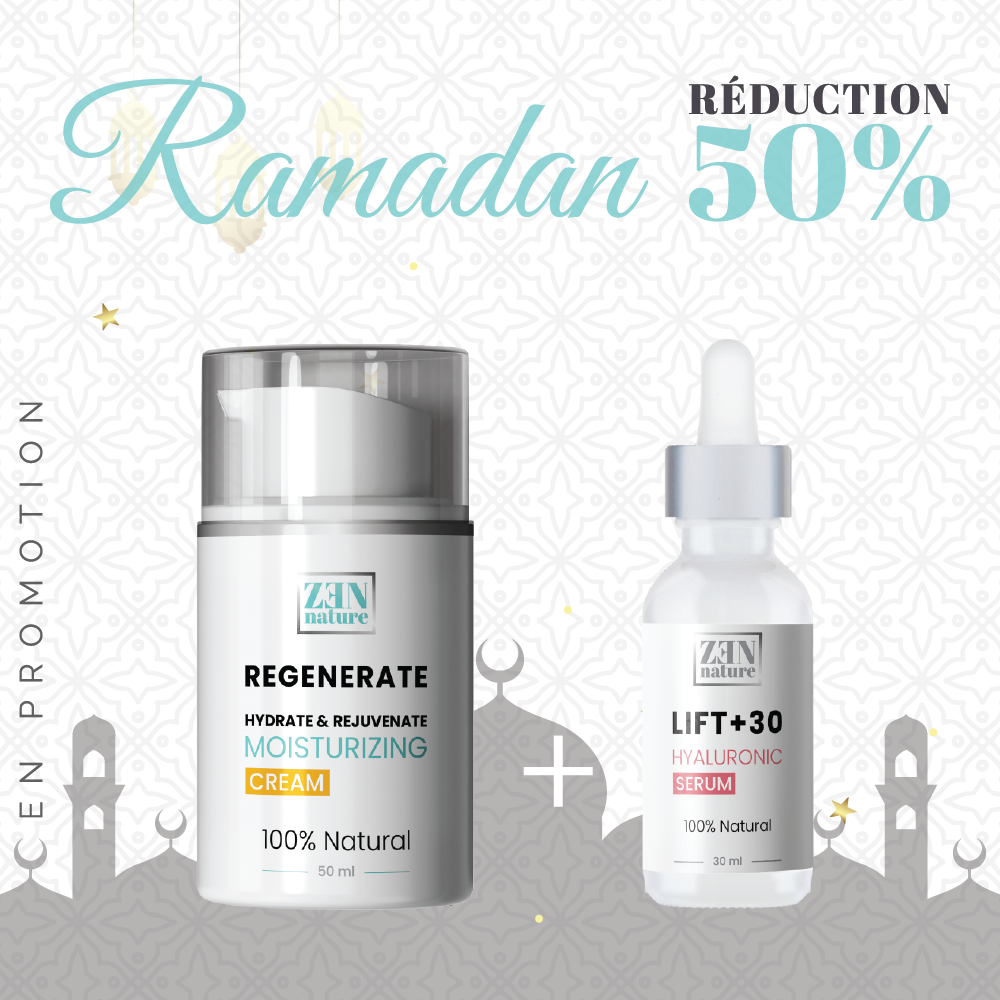 Ramadan
RÉDUCTION
50%
EN PROMOTION
ZEN
nature
REGENERATE
HYDRATE & REJUVENATE
MOISTURIZING
CREAM
100% Natural
50 ml
+
ZEN
nature
LIFT+30
HYALURONIC
SERUM
100% Natural
30 ml